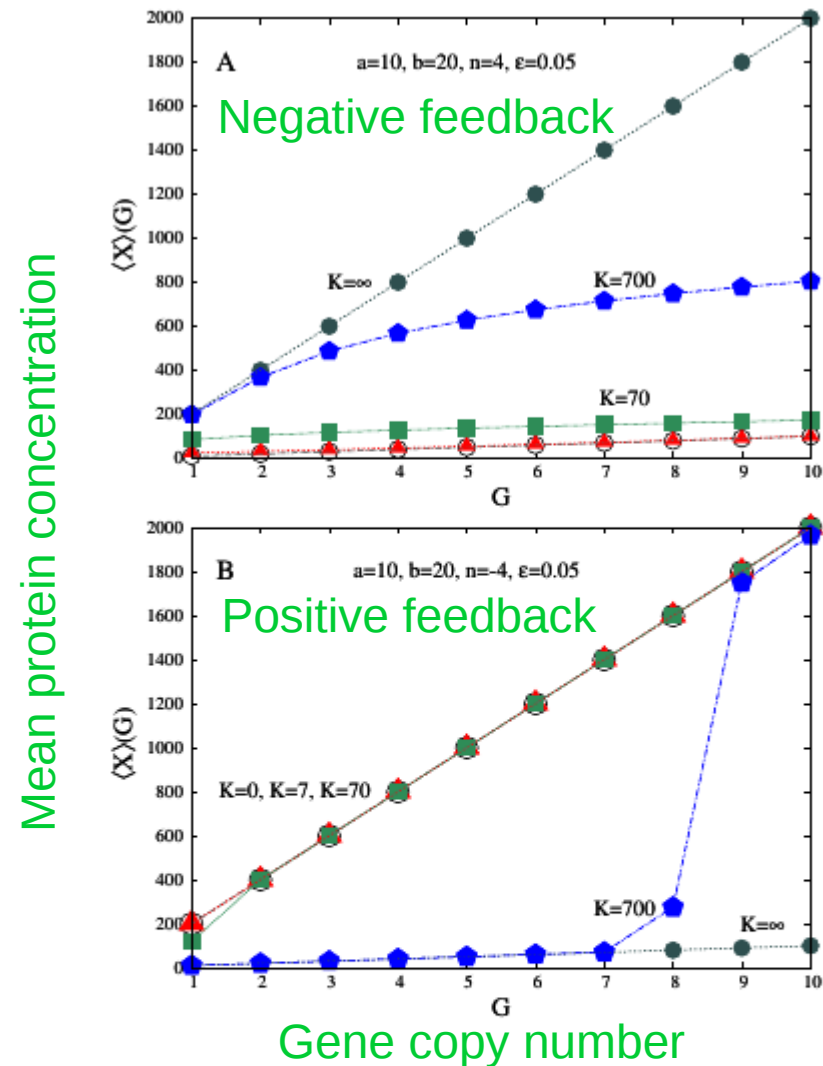 Mean protein concentration
2000
1800
1600
1400
1200
1000
800
600
400
200
0
⟨X⟩(G)
A
a=10, b=20, n=4, ε=0.05
Negative feedback
K=∞
K=700
K=70
1 2 3 4 5 6 7 8 9 10
G
2000
1800
1600
1400
1200
1000
800
600
400
200
0
⟨X⟩(G)
B
a=10, b=20, n=-4, ε=0.05
Positive feedback
K=0, K=7, K=70
K=700
K=∞
1 2 3 4 5 6 7 8 9 10
G
Gene copy number